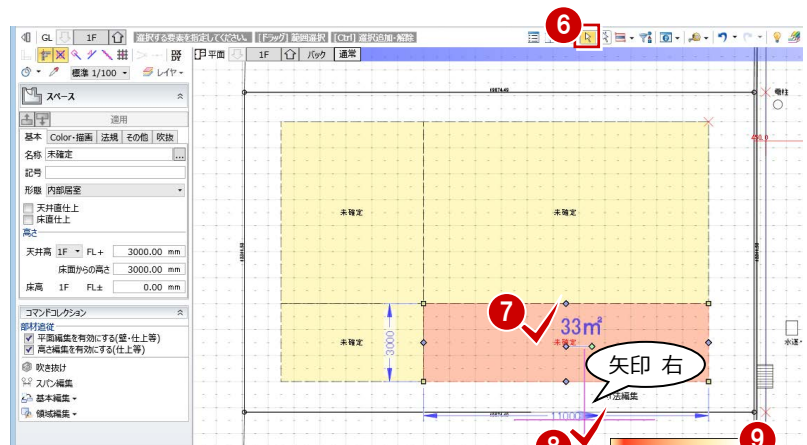 GL 1F 選択する要素を指定してください。 [[ドラッグ] 範囲選択 [[Ctrl] 選択追加・解除
6
標準 1/100 レイヤ
平面 1F バック 通常
スペース
適用
基本 Color・描画 法規 その他 吹抜
名称 未確定 ...
記号
形態 内部居室
天井直仕上
床直仕上
高さ
天井高 1F FL+ 3000.00 mm
床面からの高さ 3000.00 mm
床高 1F FL± 0.00 mm
コマンドコレクション
部材追従
平面編集を有効にする(壁・仕上等)
高さ編集を有効にする(仕上等)
吹き抜け
スパン編集
基本編集
領域編集
電柱
未確定
未確定
7
33㎡
未確定
未確定
3000
矢印 右
寸法編集
11000
8
9